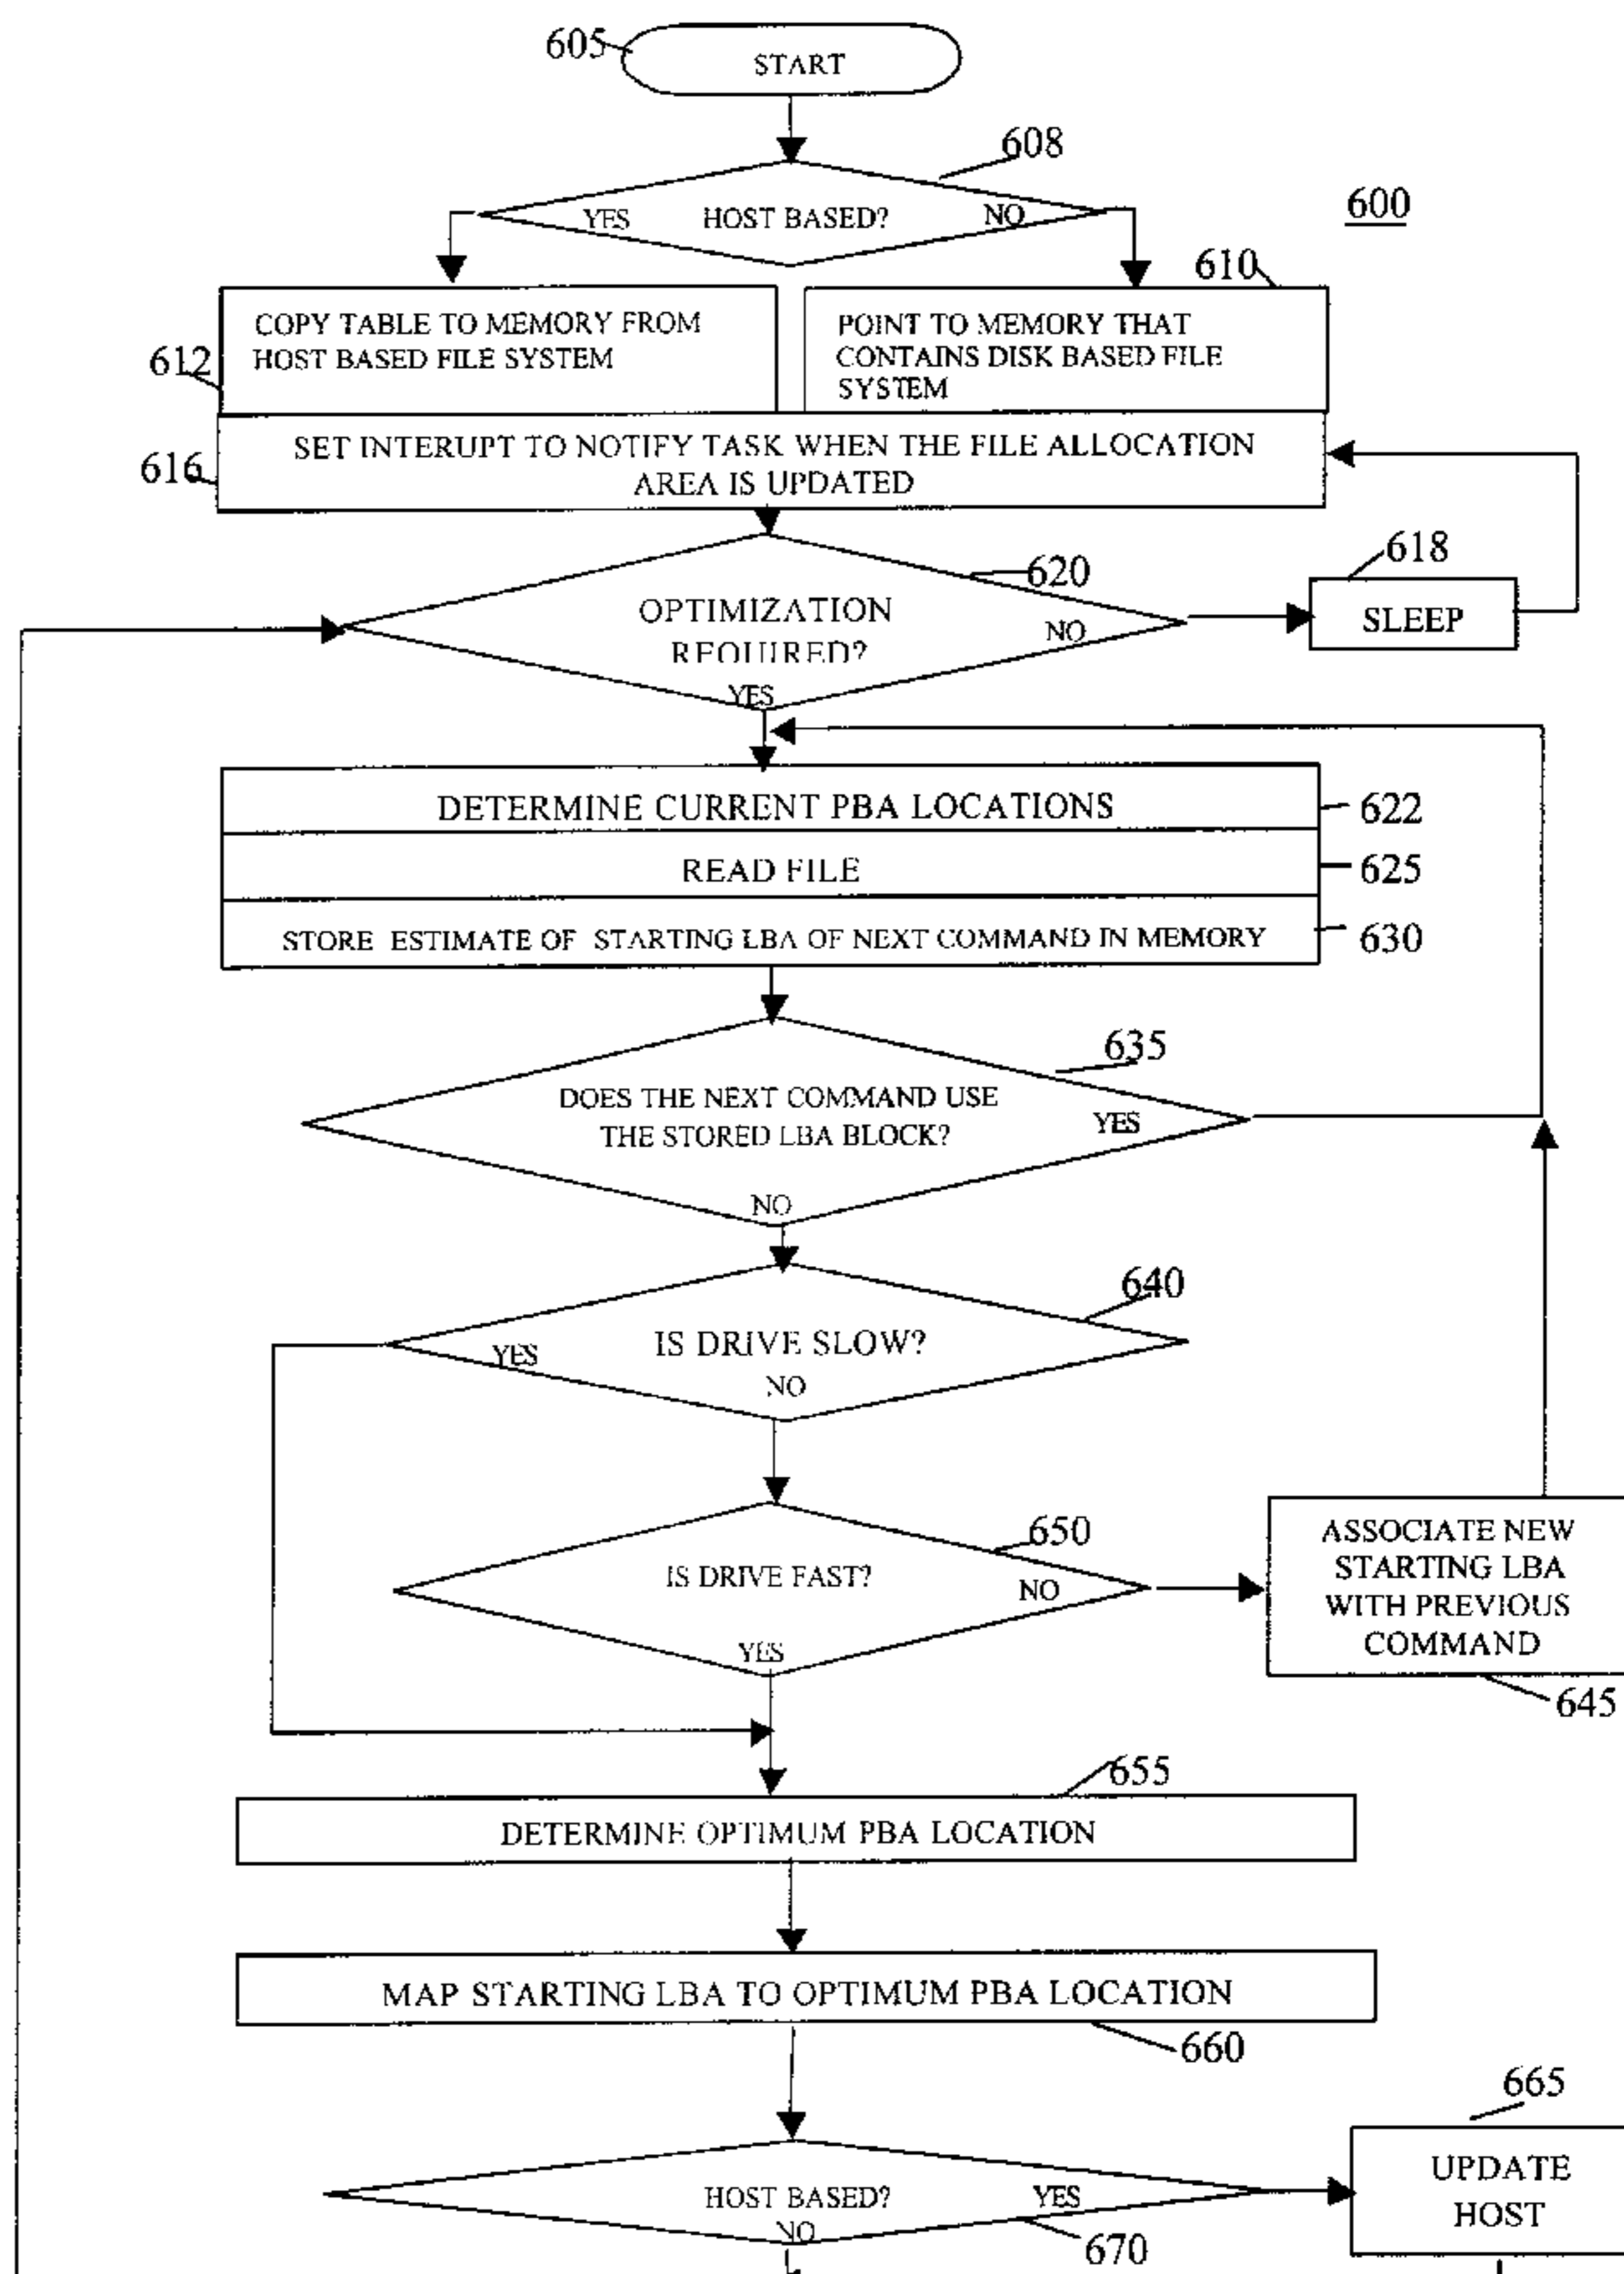 605
START
608
YES
HOST BASED?
NO
600
610
COPY TABLE TO MEMORY FROM
HOST BASED FILE SYSTEM
612
POINT TO MEMORY THAT
CONTAINS DISK BASED FILE
SYSTEM
SET INTERUPT TO NOTIFY TASK WHEN THE FILE ALLOCATION
AREA IS UPDATED
616
620
OPTIMIZATION
REQUIRED?
NO
YES
618
SLEEP
DETERMINE CURRENT PBA LOCATIONS
622
READ FILE
625
STORE ESTIMATE OF STARTING LBA OF NEXT COMMAND IN MEMORY
630
635
DOES THE NEXT COMMAND USE
THE STORED LBA BLOCK?
YES
NO
640
IS DRIVE SLOW?
YES
NO
650
IS DRIVE FAST?
NO
YES
ASSOCIATE NEW
STARTING LBA
WITH PREVIOUS
COMMAND
645
655
DETERMINE OPTIMUM PBA LOCATION
MAP STARTING LBA TO OPTIMUM PBA LOCATION
660
665
HOST BASED?
YES
NO
670
UPDATE
HOST